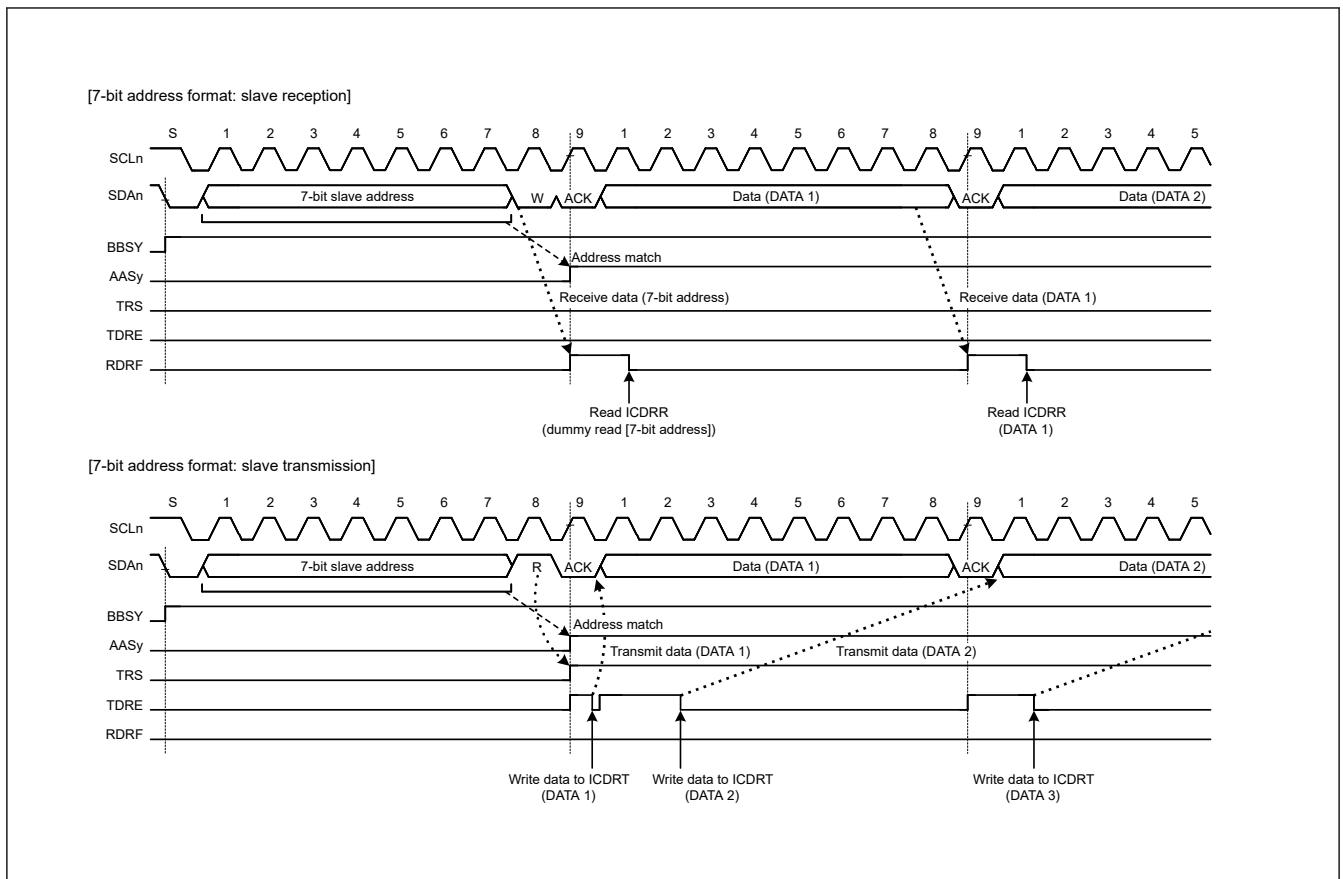 [7-bit address format: slave reception]
S 1 2 3 4 5 6 7 8 9 1 2 3 4 5 6 7 8 9 1 2 3 4 5
SCLn
SDAn 7-bit slave address W ACK Data (DATA 1) ACK Data (DATA 2)
BBSY
Address match
AASy
TRS Receive data (7-bit address) Receive data (DATA 1)
TDRE
RDRF
Read ICDRR Read ICDRR
(dummy read [7-bit address]) (DATA 1)
[7-bit address format: slave transmission]
S 1 2 3 4 5 6 7 8 9 1 2 3 4 5 6 7 8 9 1 2 3 4 5
SCLn
SDAn 7-bit slave address R ACK Data (DATA 1) ACK Data (DATA 2)
BBSY
Address match
AASy
Transmit data (DATA 1) Transmit data (DATA 2)
TRS
TDRE
RDRF
Write data to ICDRT Write data to ICDRT Write data to ICDRT
(DATA 1) (DATA 2) (DATA 3)